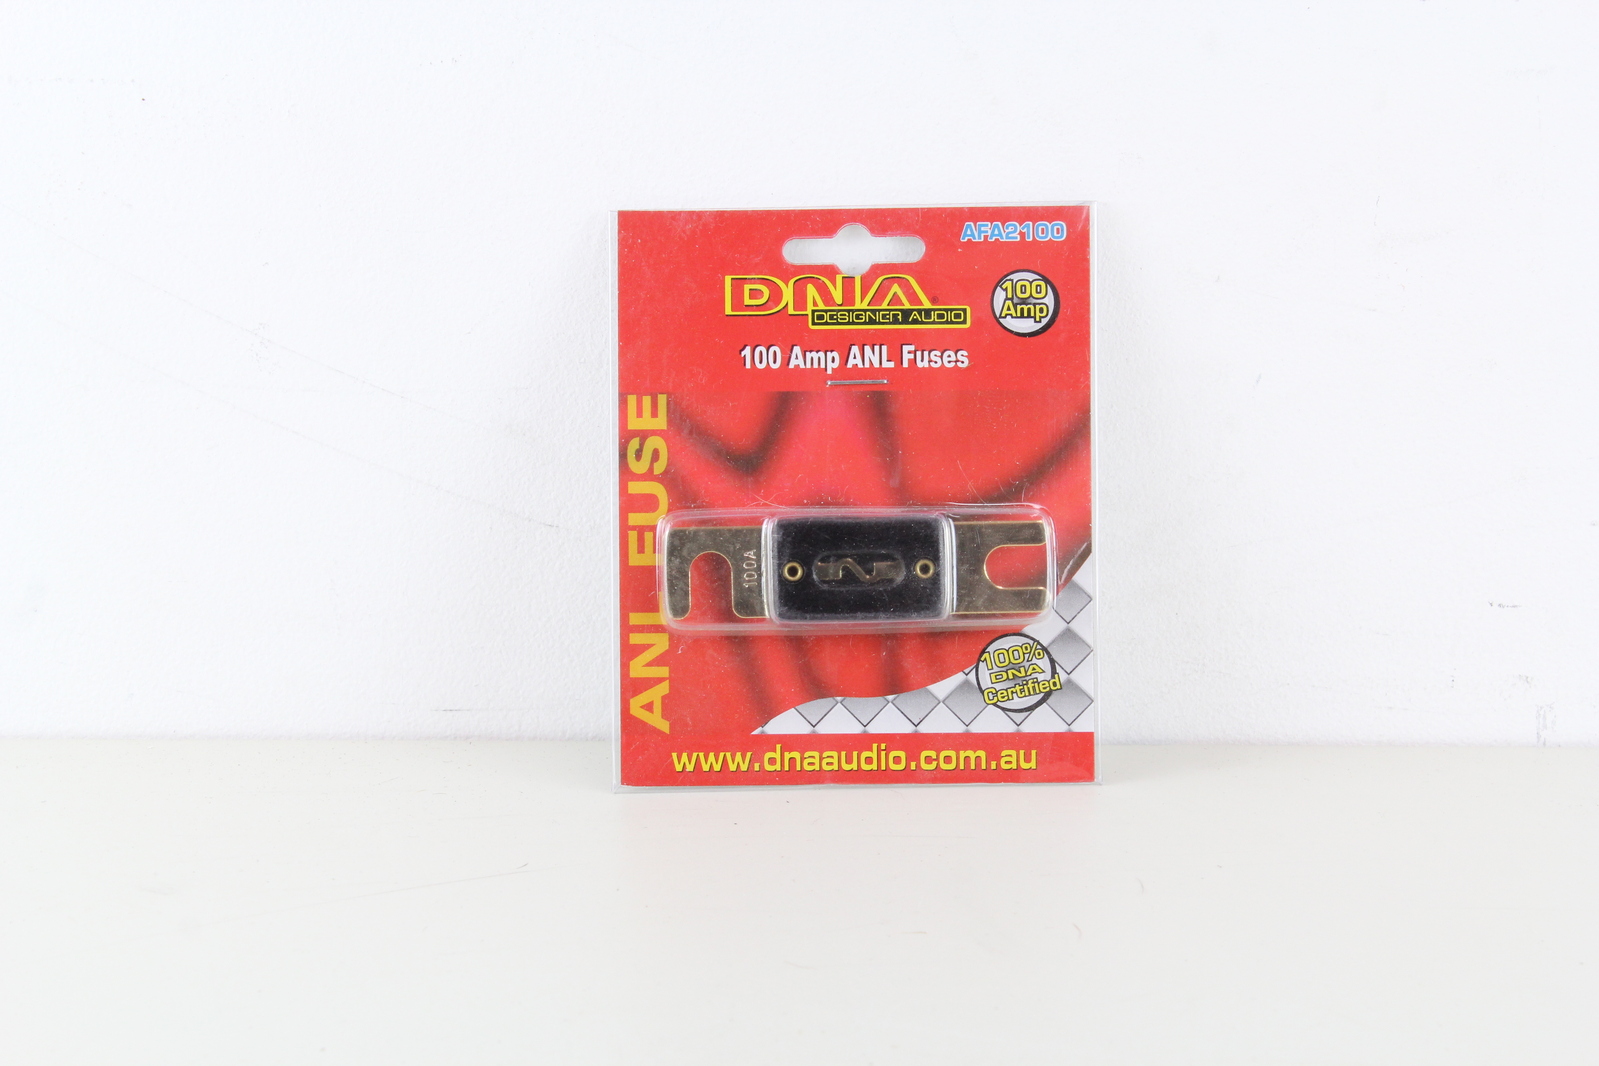 AFA2100
DNA®
DESIGNER AUDIO
100
Amp
100 Amp ANL Fuses
ANL FUSE
100A
100%
DNA
Certified
www.dnaaudio.com.au